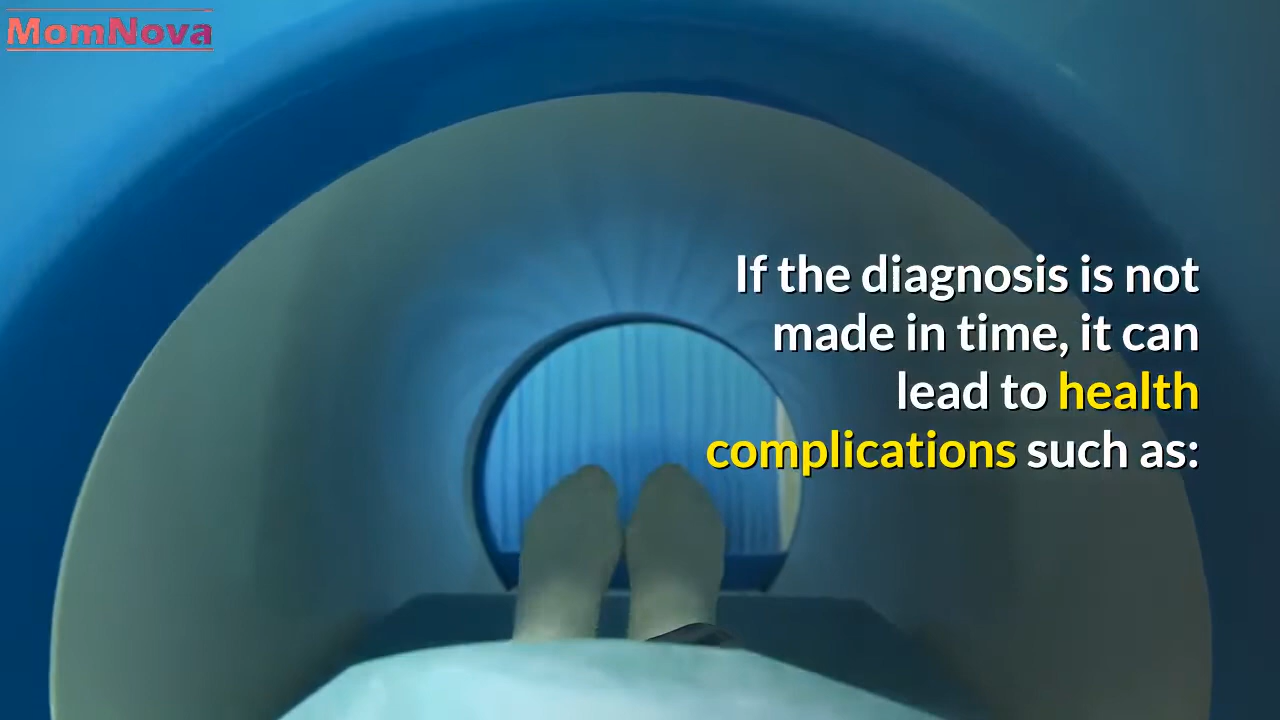 MomNova
If the diagnosis is not
made in time, it can
lead to health
complications such as: